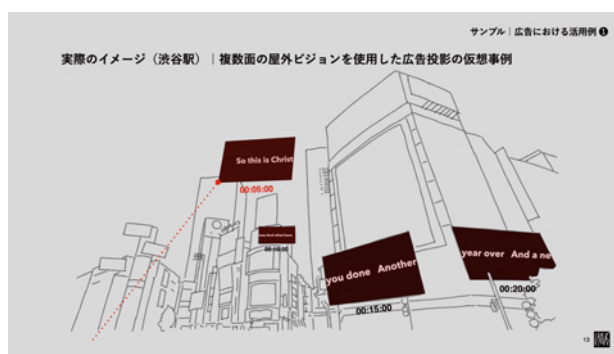 サンプル｜広告における活用例❶
実際のイメージ（渋谷駅）｜複数面の屋外ビジョンを使用した広告投影の仮想事例
So this is Christ
00:05:00
And what have
you done Another
00:15:00
year over And a ne
00:20:00
13